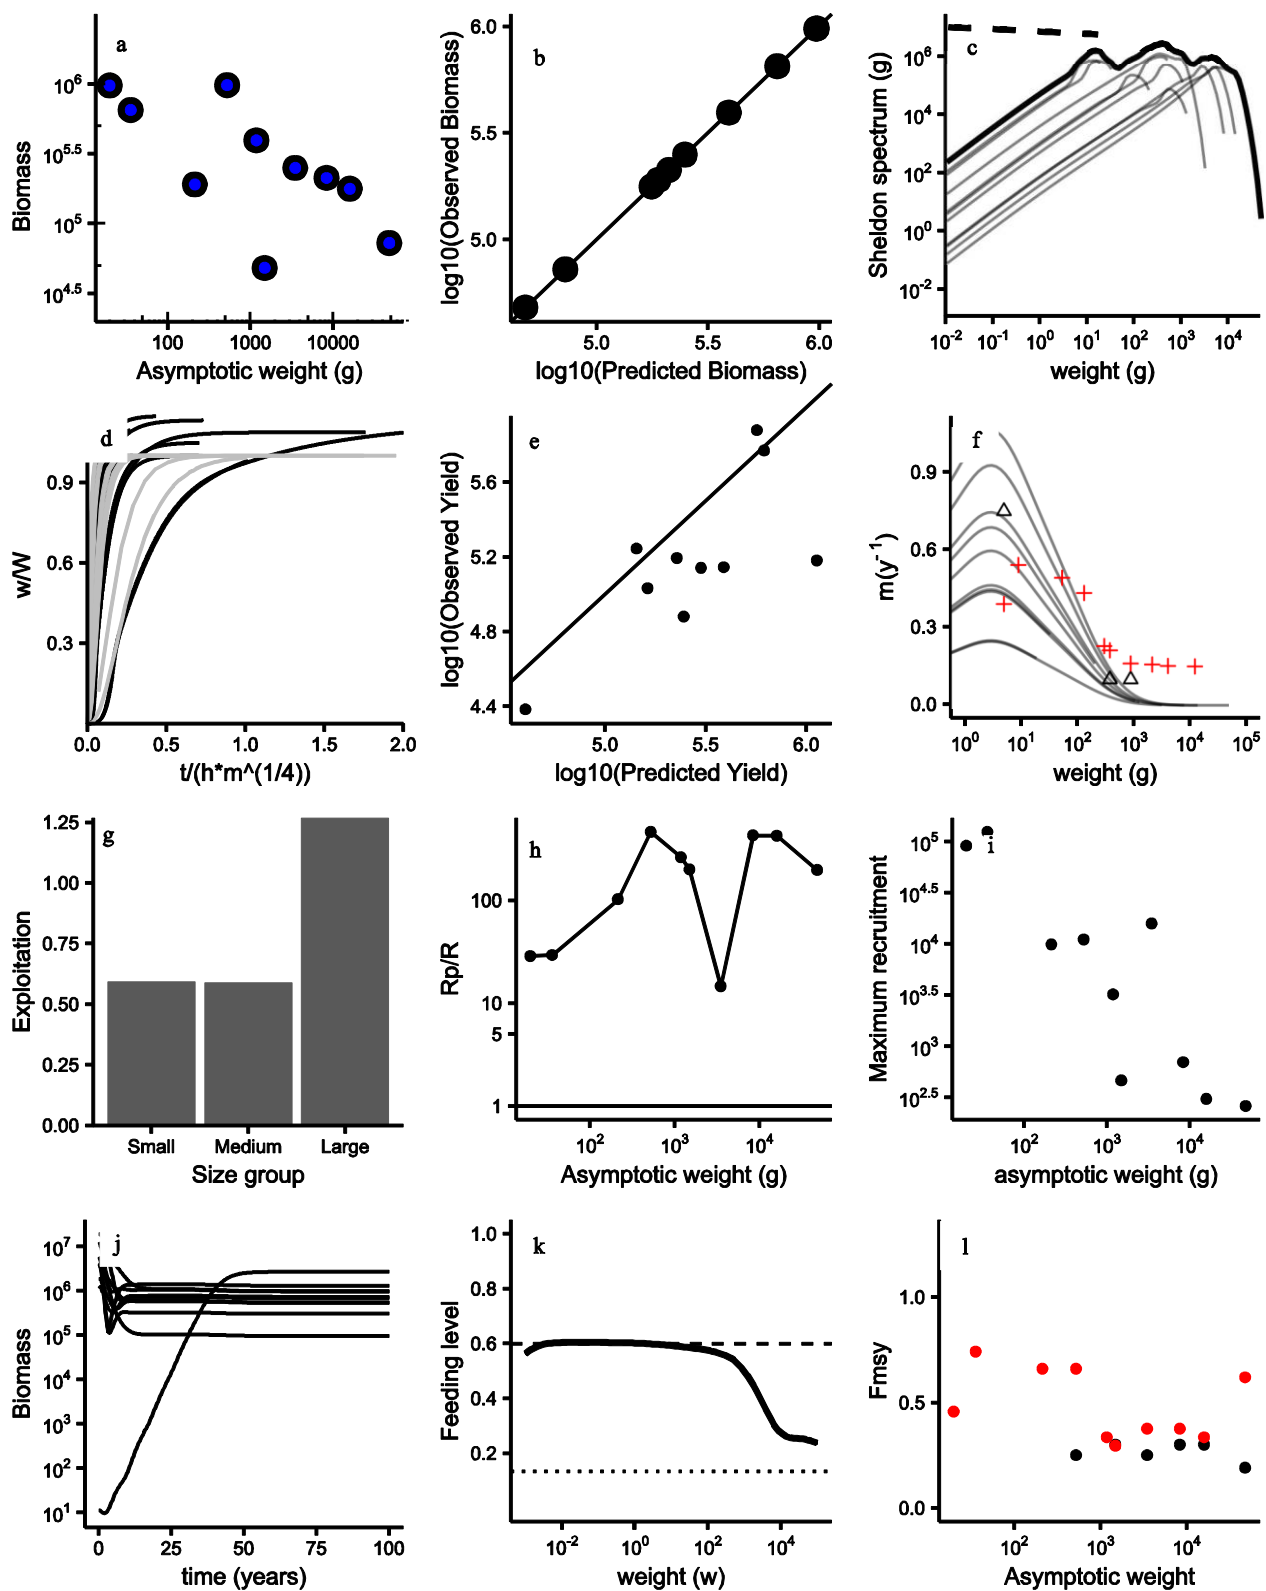 a
Biomass
10^6
10^5.5
10^5
10^4.5
100 1000 10000
Asymptotic weight (g)
b
log10(Observed Biomass)
6.0
5.5
5.0
5.0 5.5 6.0
log10(Predicted Biomass)
c
Sheldon spectrum (g)
10^6
10^4
10^2
10^0
10^-2
10^-2 10^-1 10^0 10^1 10^2 10^3 10^4
weight (g)
d
w/W
0.9
0.6
0.3
0.0 0.5 1.0 1.5 2.0
t/(h*m^(1/4))
e
log10(Observed Yield)
5.6
5.2
4.8
4.4
5.0 5.5 6.0
log10(Predicted Yield)
f
m(y^-1)
0.9
0.6
0.3
0.0
10^0 10^1 10^2 10^3 10^4 10^5
weight (g)
g
Exploitation
1.25
1.00
0.75
0.50
0.25
0.00
Small Medium Large
Size group
h
Rp/R
100
10
5
1
10^2 10^3 10^4
Asymptotic weight (g)
i
Maximum recruitment
10^5
10^4.5
10^4
10^3.5
10^3
10^2.5
10^2 10^3 10^4
asymptotic weight (g)
j
Biomass
10^7
10^6
10^5
10^4
10^3
10^2
10^1
0 25 50 75 100
time (years)
k
Feeding level
1.0
0.8
0.6
0.4
0.2
10^-2 10^0 10^2 10^4
weight (w)
l
Fmsy
1.0
0.5
0.0
10^2 10^3 10^4
Asymptotic weight